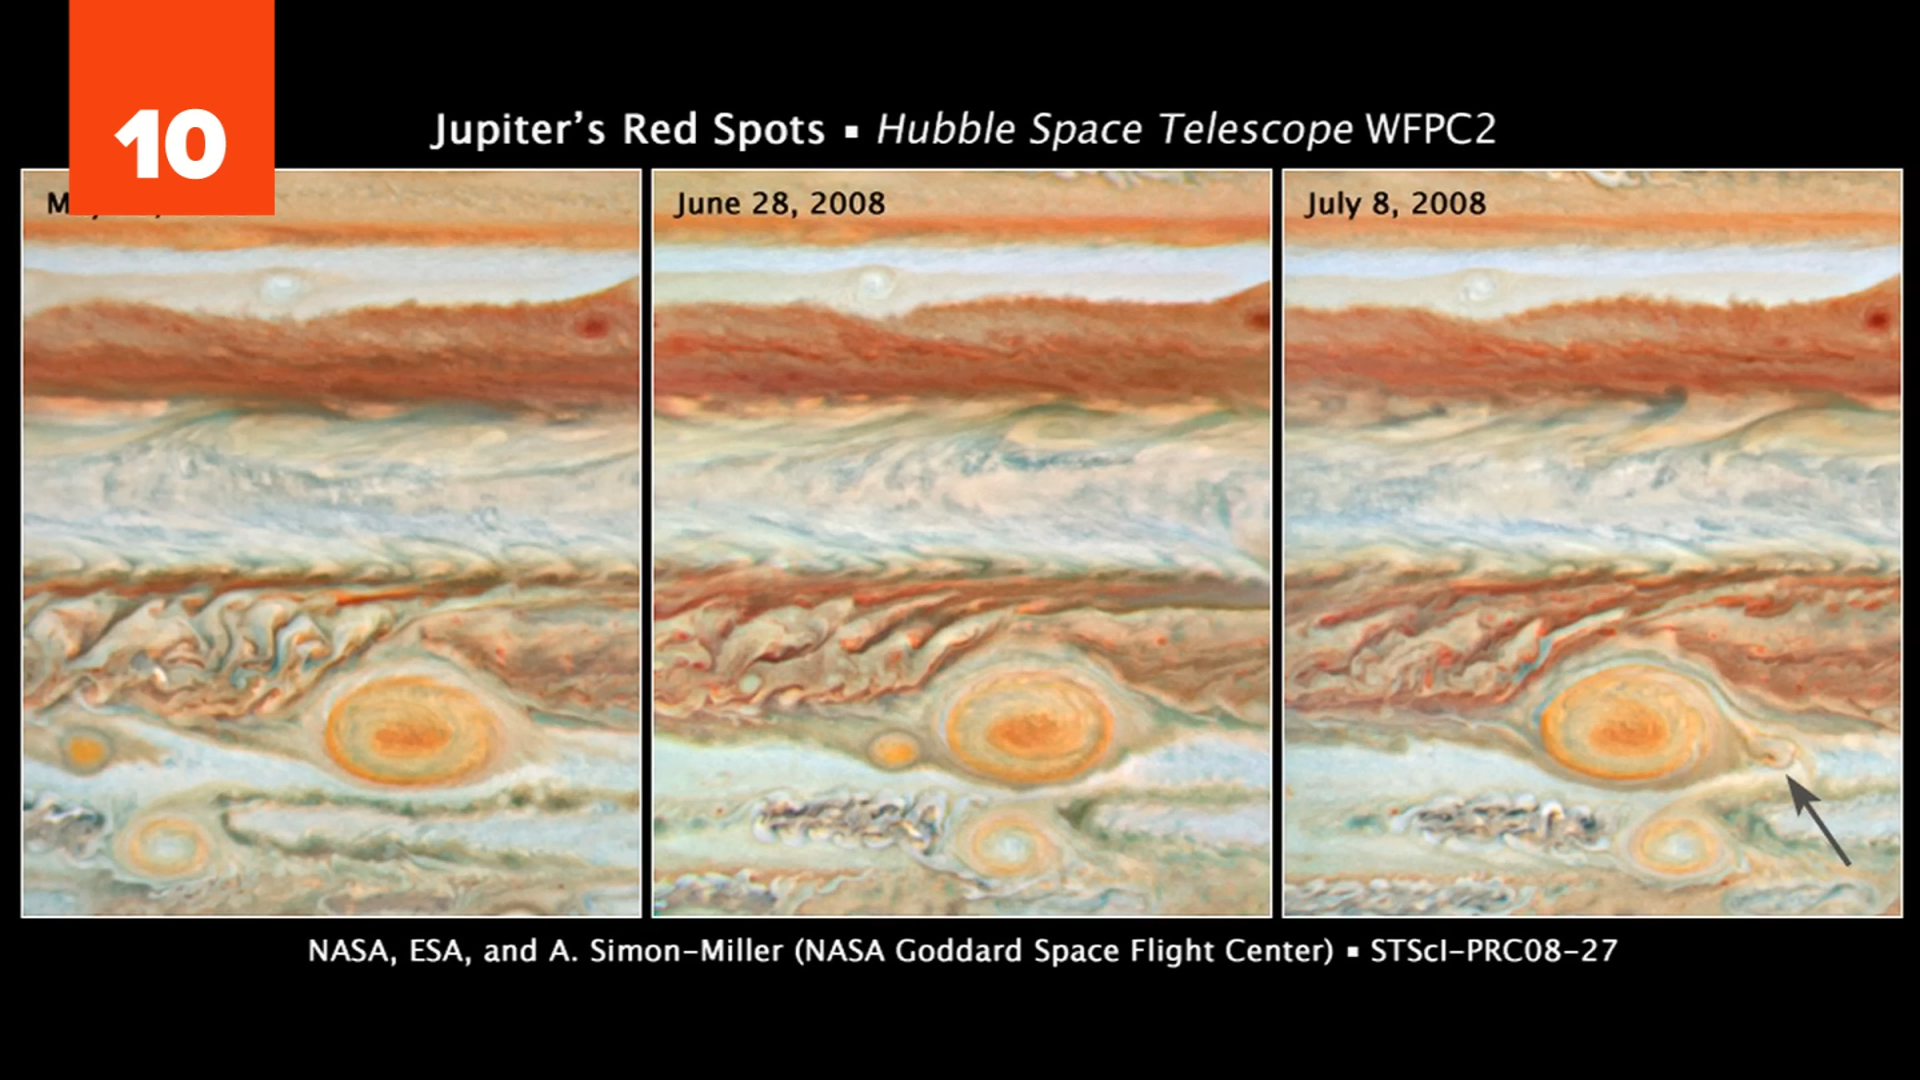 10
Jupiter's Red Spots ▪ Hubble Space Telescope WFPC2
June 28, 2008
July 8, 2008
NASA, ESA, and A. Simon-Miller (NASA Goddard Space Flight Center) ▪ STScI-PRC08-27